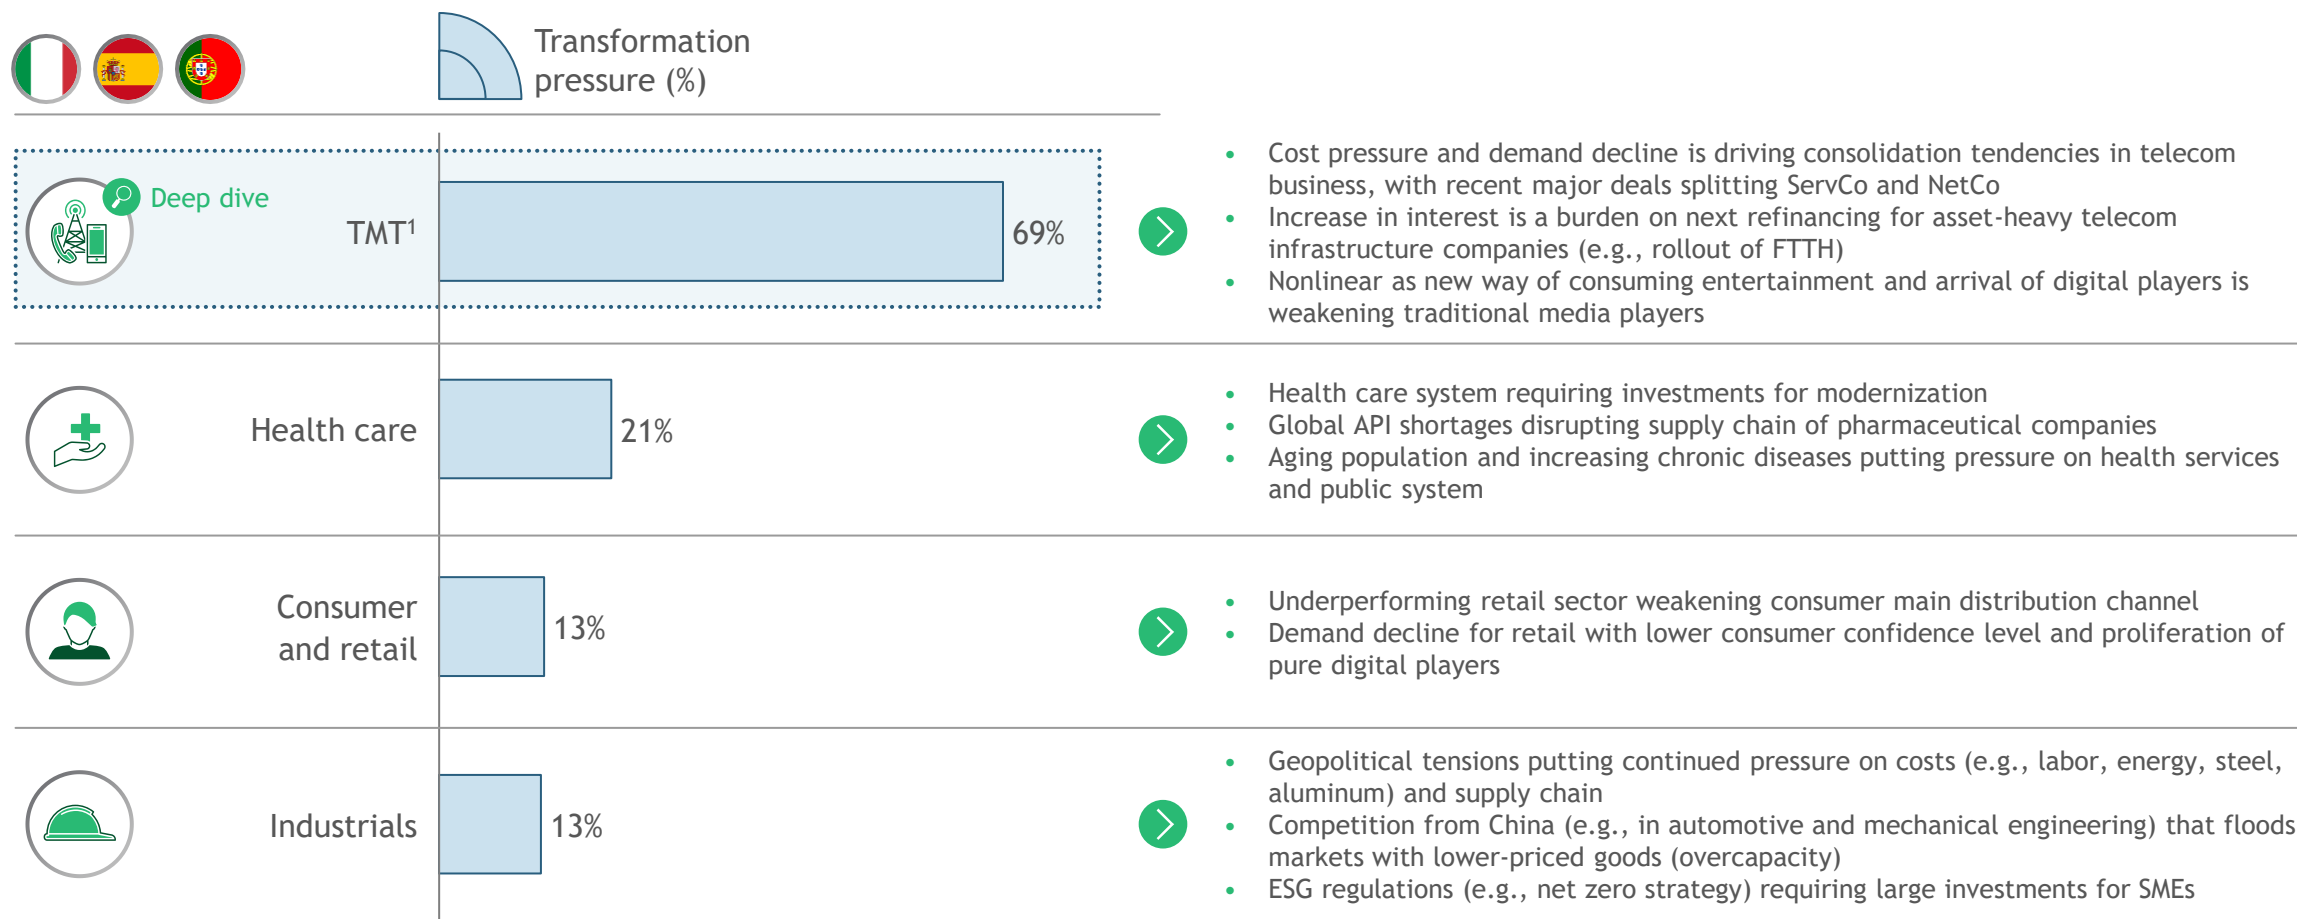 Transformation
pressure (%)
Deep dive
TMT¹
69%
• Cost pressure and demand decline is driving consolidation tendencies in telecom
business, with recent major deals splitting ServCo and NetCo
• Increase in interest is a burden on next refinancing for asset-heavy telecom
infrastructure companies (e.g., rollout of FTTH)
• Nonlinear as new way of consuming entertainment and arrival of digital players is
weakening traditional media players
Health care
21%
• Health care system requiring investments for modernization
• Global API shortages disrupting supply chain of pharmaceutical companies
• Aging population and increasing chronic diseases putting pressure on health services
and public system
Consumer
and retail
13%
• Underperforming retail sector weakening consumer main distribution channel
• Demand decline for retail with lower consumer confidence level and proliferation of
pure digital players
Industrials
13%
• Geopolitical tensions putting continued pressure on costs (e.g., labor, energy, steel,
aluminum) and supply chain
• Competition from China (e.g., in automotive and mechanical engineering) that floods
markets with lower-priced goods (overcapacity)
• ESG regulations (e.g., net zero strategy) requiring large investments for SMEs